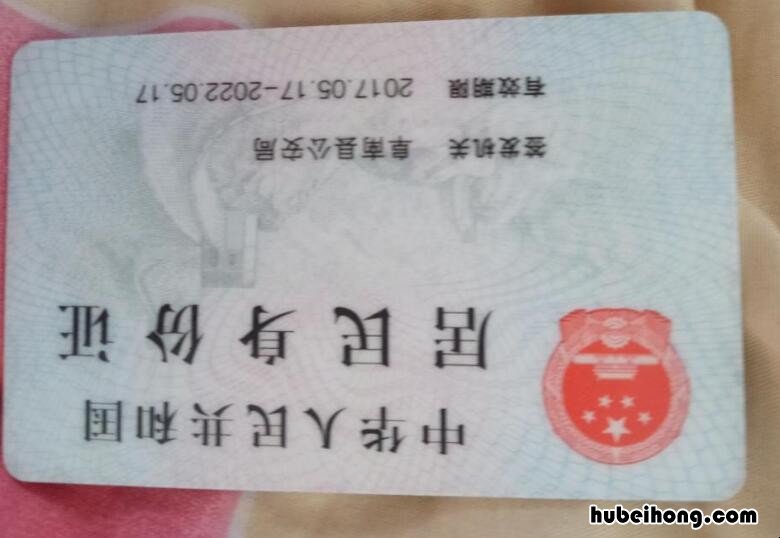 中华人民共和国
居民身份证
签发机关 阜南县公安局
有效期限 2017.05.17-2022.05.17
hubeihong.com